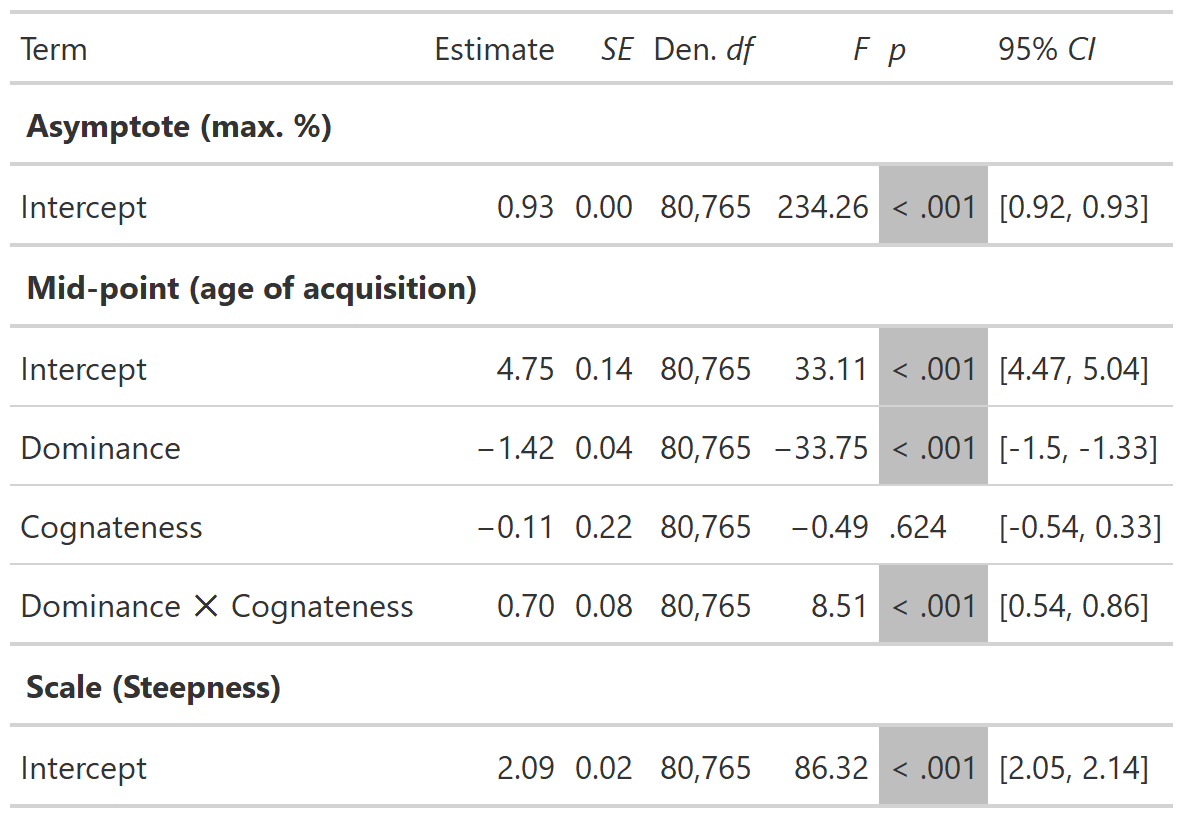 Term Estimate SE Den. df F p 95% CI
Asymptote (max. %)
Intercept 0.93 0.00 80,765 234.26 < .001 [0.92, 0.93]
Mid-point (age of acquisition)
Intercept 4.75 0.14 80,765 33.11 < .001 [4.47, 5.04]
Dominance −1.42 0.04 80,765 −33.75 < .001 [-1.5, -1.33]
Cognateness −0.11 0.22 80,765 −0.49 .624 [-0.54, 0.33]
Dominance ✕ Cognateness 0.70 0.08 80,765 8.51 < .001 [0.54, 0.86]
Scale (Steepness)
Intercept 2.09 0.02 80,765 86.32 < .001 [2.05, 2.14]